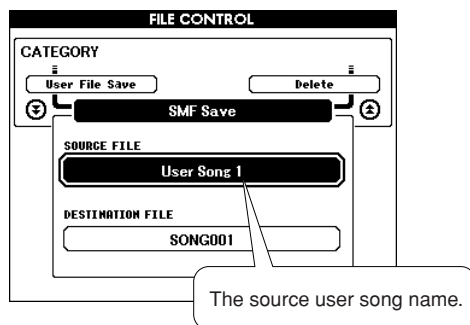 FILE CONTROL
CATEGORY
User File Save
Delete
SMF Save
SOURCE FILE
User Song 1
DESTINATION FILE
SONG001
The source user song name.